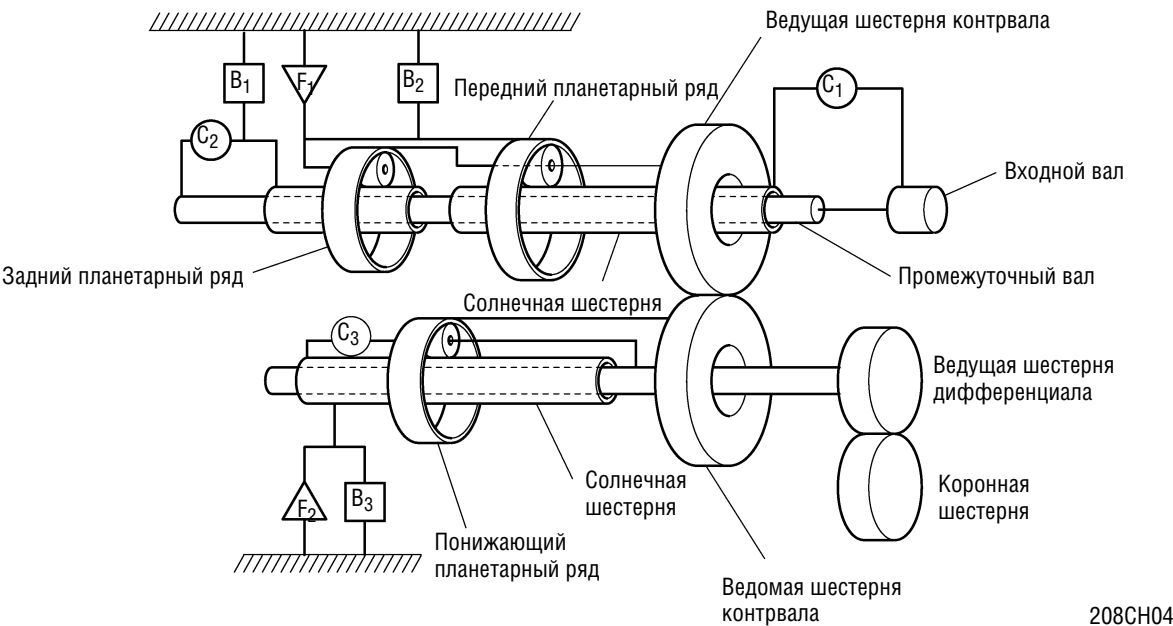 Ведущая шестерня контрвала
B1
F1
B2
Передний планетарный ряд
C1
C2
Входной вал
Задний планетарный ряд
Солнечная шестерня
Промежуточный вал
C3
Ведущая шестерня
дифференциала
F2
B3
Солнечная
шестерня
Коронная
шестерня
Понижающий
планетарный ряд
Ведомая шестерня
контрвала
208CH04